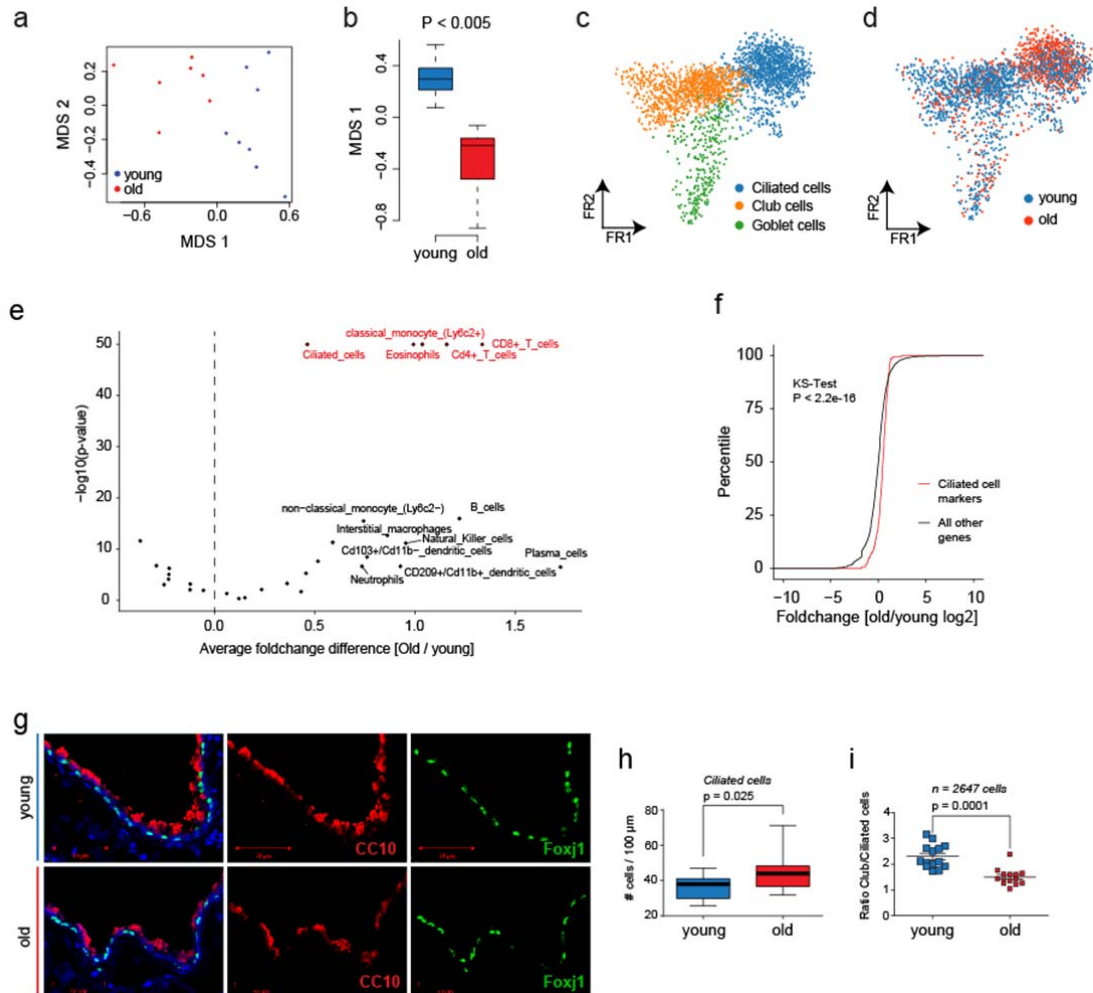 a
MDS 2
0.2
0.0
−0.2
−0.4
young
old
−0.6
0.0
0.6
MDS 1
b
P < 0.005
MDS 1
0.4
0.0
−0.4
−0.8
young
old
c
FR2
FR1
Ciliated cells
Club cells
Goblet cells
d
FR2
FR1
young
old
e
−log10(p-value)
50
40
30
20
10
0
classical_monocyte_(Ly6c2+)
CD8+_T_cells
Ciliated_cells
Eosinophils
Cd4+_T_cells
non−classical_monocyte_(Ly6c2−)
B_cells
Interstitial_macrophages
Natural_Killer_cells
Cd103+/Cd11b−_dendritic_cells
Plasma_cells
CD209+/Cd11b+_dendritic_cells
Neutrophils
0.0
0.5
1.0
1.5
Average foldchange difference [Old / young]
f
Percentile
100
75
50
25
0
KS-Test
P < 2.2e-16
Ciliated cell
markers
All other
genes
−10
−5
0
5
10
Foldchange [old/young log2]
g
young
CC10
Foxj1
old
CC10
Foxj1
h
Ciliated cells
p = 0.025
# cells / 100 µm
80
60
40
20
young
old
i
n = 2647 cells
p = 0.0001
Ratio Club/Ciliated cells
4
3
2
1
0
young
old